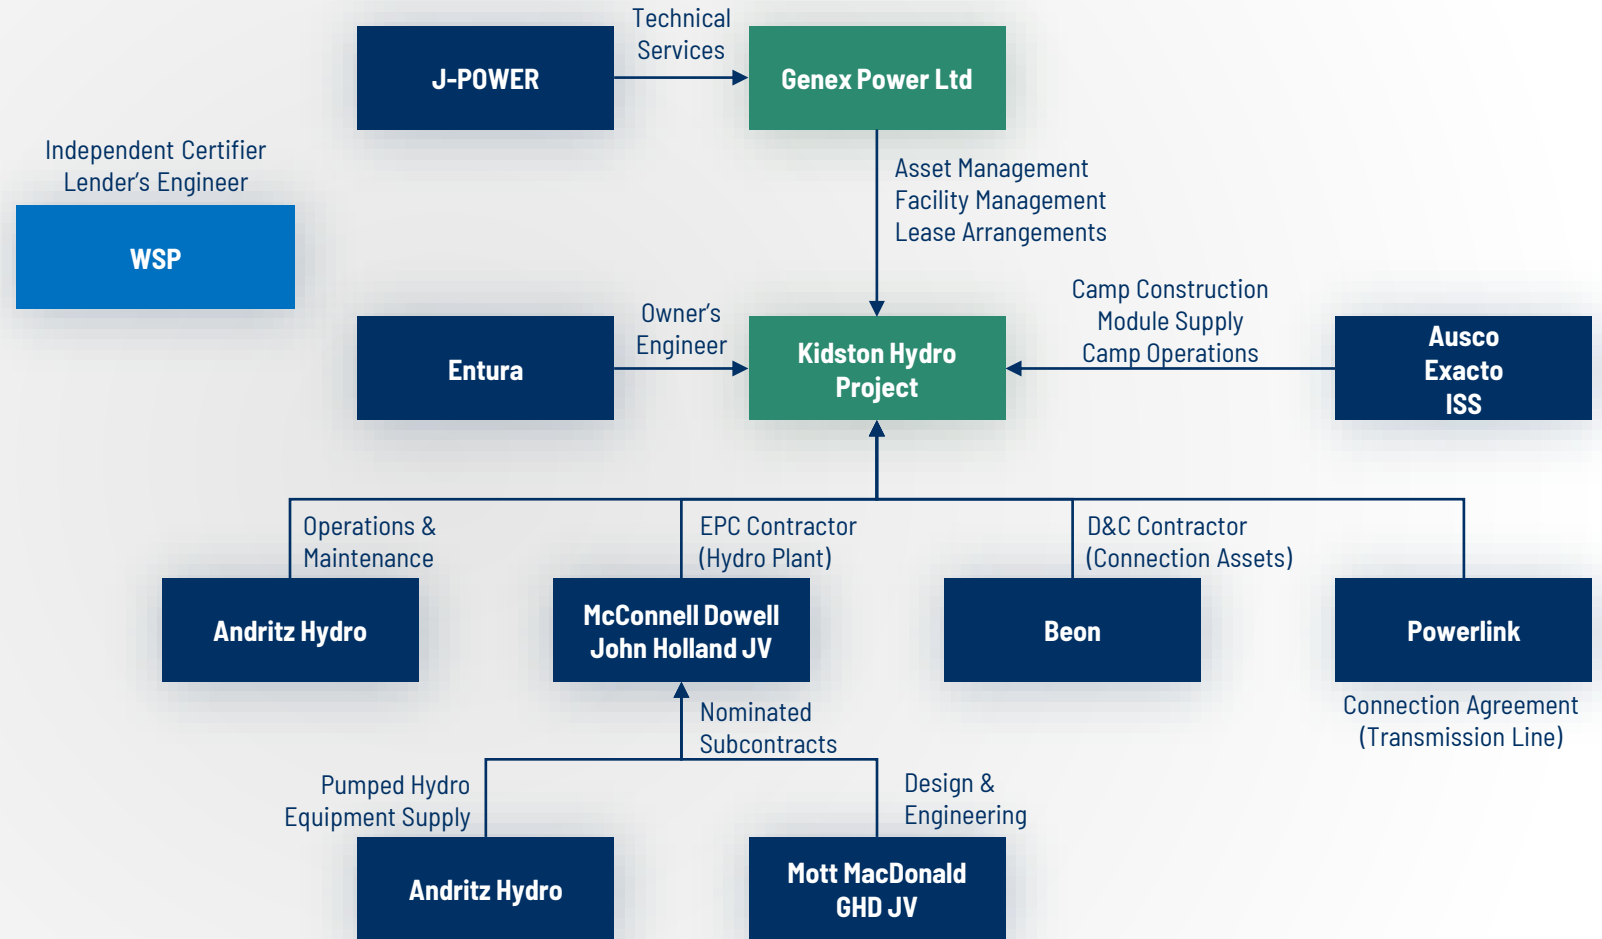 Technical
Services
J-POWER
Genex Power Ltd
Independent Certifier
Lender’s Engineer
WSP
Asset Management
Facility Management
Lease Arrangements
Entura
Owner’s
Engineer
Kidston Hydro
Project
Camp Construction
Module Supply
Camp Operations
Ausco
Exacto
ISS
Operations &
Maintenance
EPC Contractor
(Hydro Plant)
D&C Contractor
(Connection Assets)
Andritz Hydro
McConnell Dowell
John Holland JV
Beon
Powerlink
Connection Agreement
(Transmission Line)
Nominated
Subcontracts
Pumped Hydro
Equipment Supply
Design &
Engineering
Andritz Hydro
Mott MacDonald
GHD JV